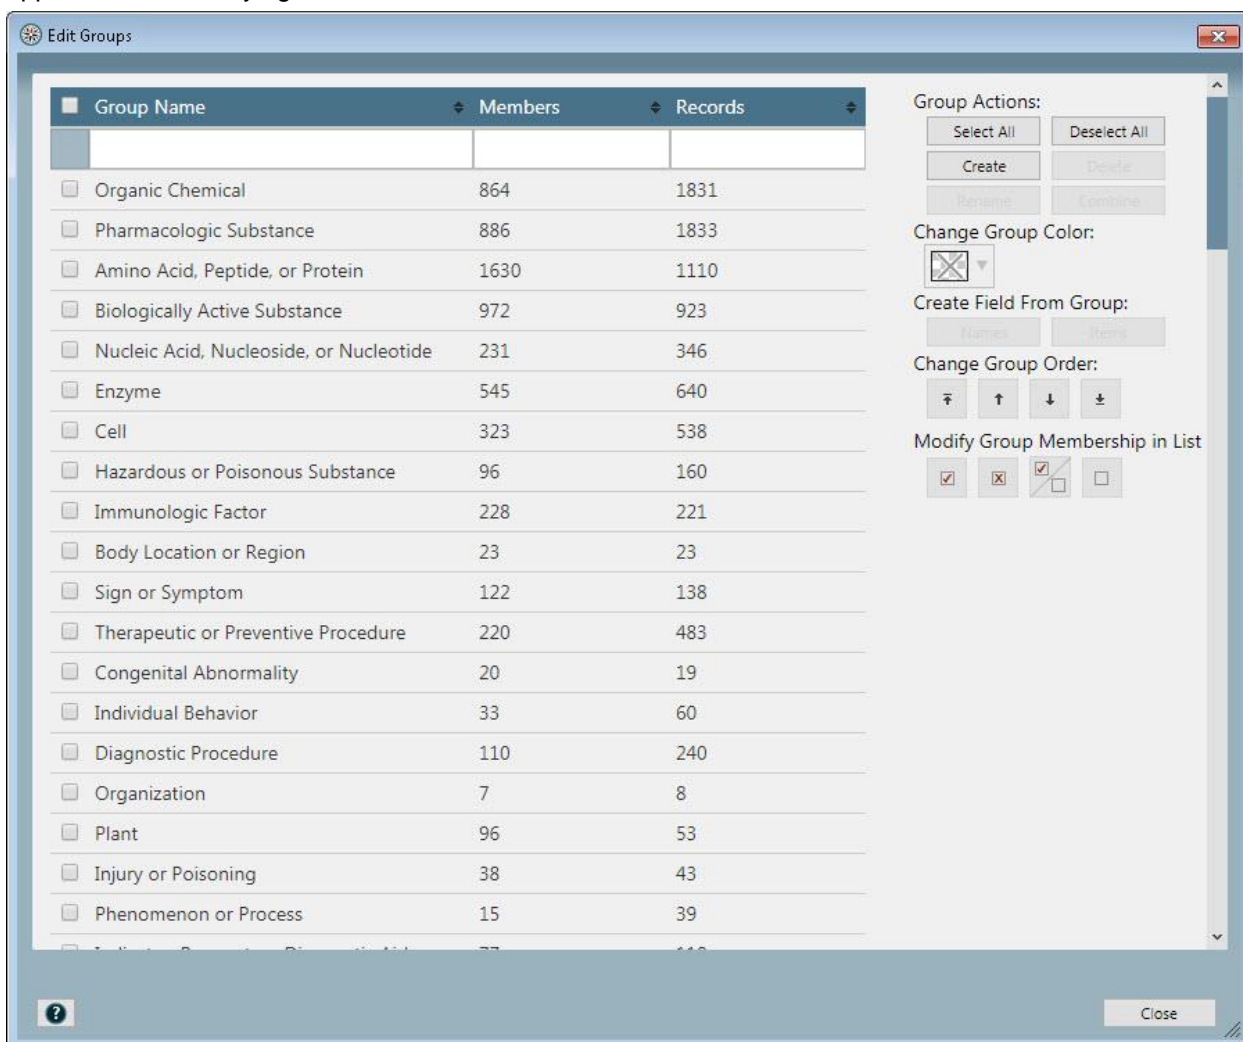 Edit Groups
Group Name Members Records
Organic Chemical 864 1831
Pharmacologic Substance 886 1833
Amino Acid, Peptide, or Protein 1630 1110
Biologically Active Substance 972 923
Nucleic Acid, Nucleoside, or Nucleotide 231 346
Enzyme 545 640
Cell 323 538
Hazardous or Poisonous Substance 96 160
Immunologic Factor 228 221
Body Location or Region 23 23
Sign or Symptom 122 138
Therapeutic or Preventive Procedure 220 483
Congenital Abnormality 20 19
Individual Behavior 33 60
Diagnostic Procedure 110 240
Organization 7 8
Plant 96 53
Injury or Poisoning 38 43
Phenomenon or Process 15 39
Group Actions:
Select All Deselect All
Create Delete
Rename Combine
Change Group Color:
Create Field From Group:
Names Items
Change Group Order:
Modify Group Membership in List
Close